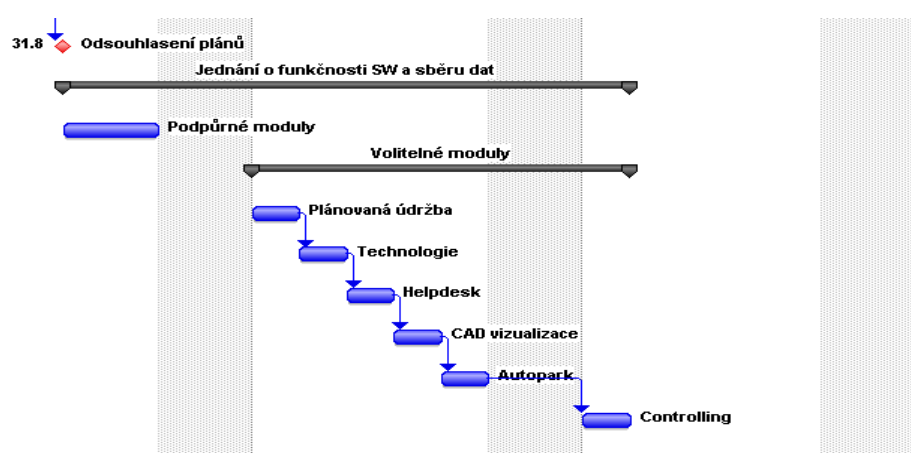 31.8 Odsouhlasení plánů
Jednání o funkčnosti SW a sběru dat
Podpůrné moduly
Volitelné moduly
Plánovaná údržba
Technologie
Helpdesk
CAD vizualizace
Autopark
Controlling